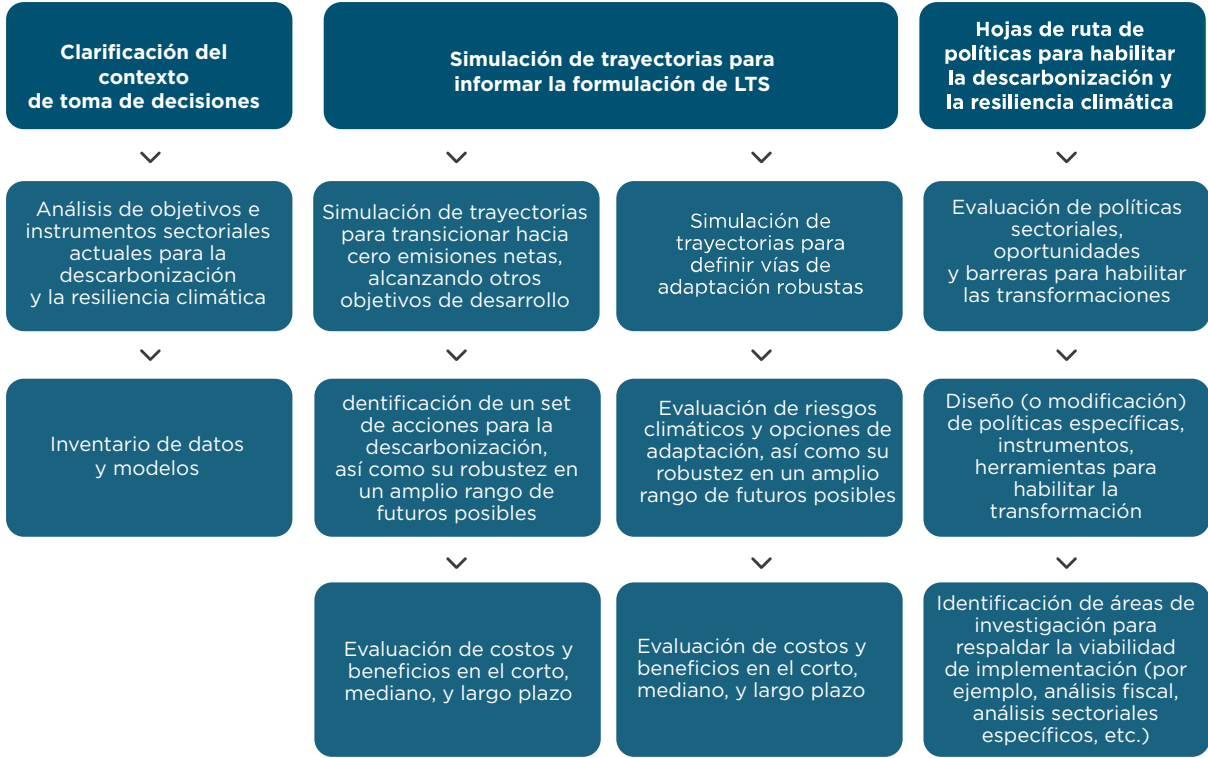 Clarificación del
contexto
de toma de decisiones
Simulación de trayectorias para
informar la formulación de LTS
Hojas de ruta de
políticas para habilitar
la descarbonización y
la resiliencia climática
Análisis de objetivos e
instrumentos sectoriales
actuales para la
descarbonización
y la resiliencia climática
Simulación de trayectorias
para transicionar hacia
cero emisiones netas,
alcanzando otros
objetivos de desarrollo
Simulación de
trayectorias para
definir vías de
adaptación robustas
Evaluación de políticas
sectoriales,
oportunidades
y barreras para habilitar
las transformaciones
Inventario de datos
y modelos
dentificación de un set
de acciones para la
descarbonización,
así como su robustez en
un amplio rango de
futuros posibles
Evaluación de riesgos
climáticos y opciones de
adaptación, así como su
robustez en un amplio
rango de futuros posibles
Diseño (o modificación)
de políticas específicas,
instrumentos,
herramientas para
habilitar la
transformación
Evaluación de costos y
beneficios en el corto,
mediano, y largo plazo
Evaluación de costos y
beneficios en el corto,
mediano, y largo plazo
Identificación de áreas de
investigación para
respaldar la viabilidad
de implementación (por
ejemplo, análisis fiscal,
análisis sectoriales
específicos, etc.)